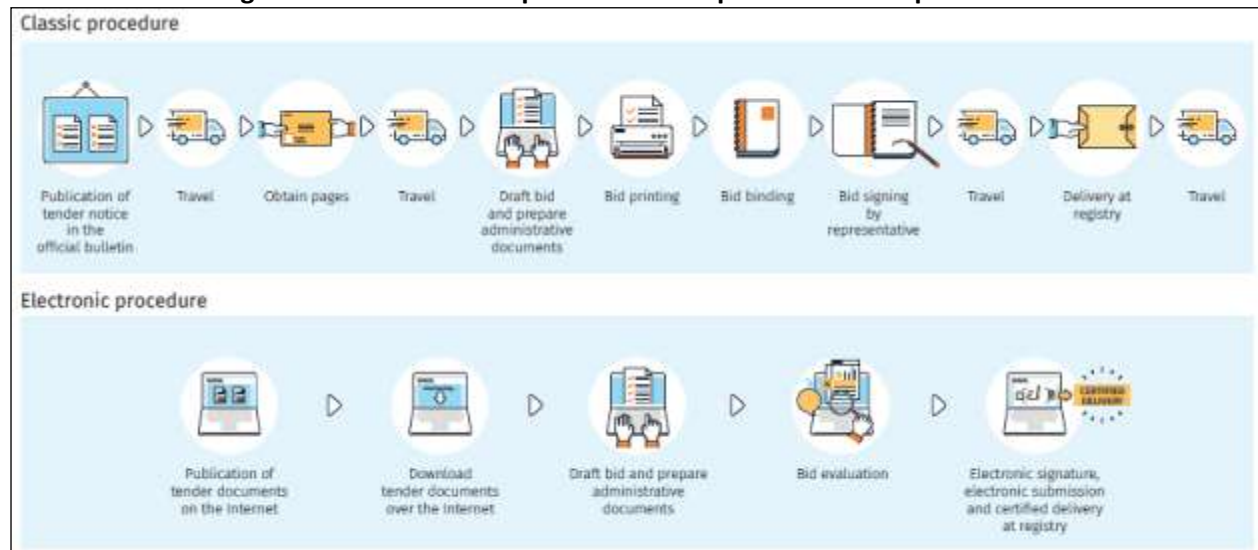 Classic procedure
Publication of
tender notice
in the
official bulletin
Travel
Obtain pages
Travel
Draft bid
and prepare
administrative
documents
Bid printing
Bid binding
Bid signing
by
representative
Travel
Delivery at
registry
Travel
Electronic procedure
CERTIFIED
DELIVERY
Publication of
tender documents
on the Internet
Download
tender documents
over the Internet
Draft bid and prepare
administrative
documents
Bid evaluation
Electronic signature,
electronic submission
and certified delivery
at registry